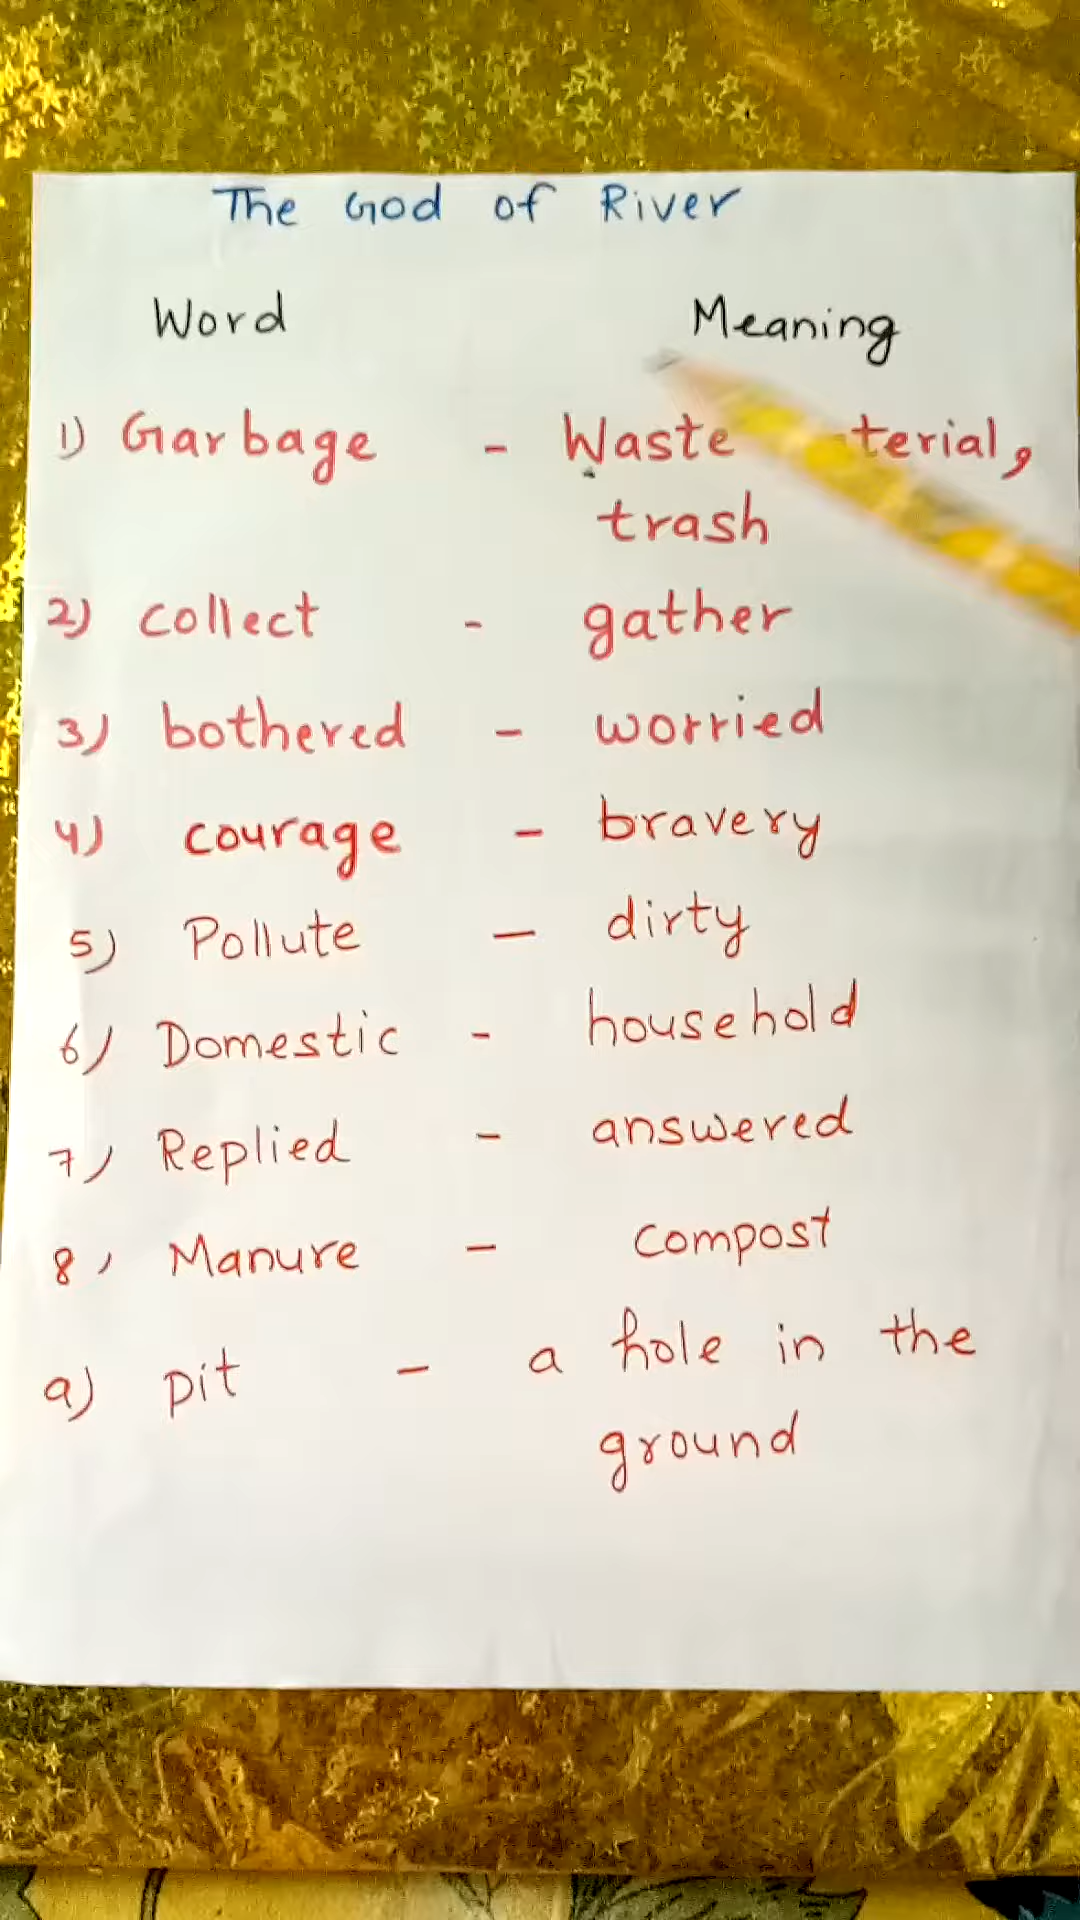 The God of River
Word Meaning
1) Garbage - Waste terial,
trash
2) collect - gather
3) bothered - worried
4) courage - bravery
5) Pollute - dirty
6) Domestic - household
7) Replied - answered
8) Manure - compost
9) pit - a hole in the
ground